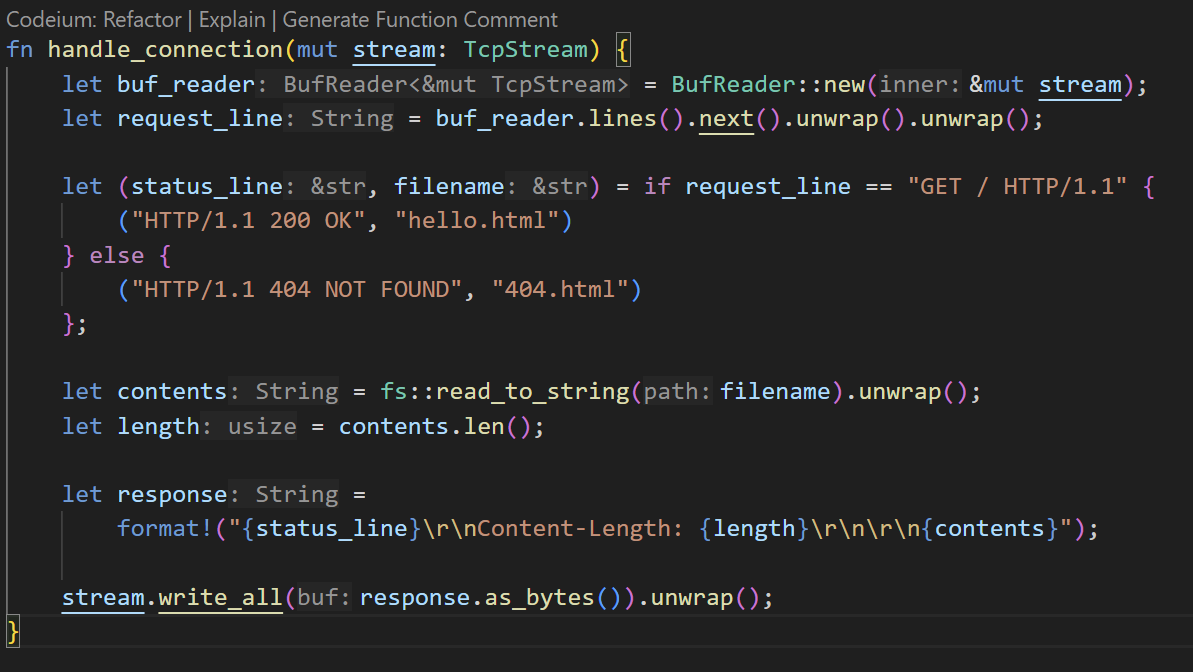 Codeium: Refactor | Explain | Generate Function Comment
fn handle_connection(mut stream: TcpStream) {
    let buf_reader: BufReader<&mut TcpStream> = BufReader::new(inner: &mut stream);
    let request_line: String = buf_reader.lines().next().unwrap().unwrap();

    let (status_line: &str, filename: &str) = if request_line == "GET / HTTP/1.1" {
        ("HTTP/1.1 200 OK", "hello.html")
    } else {
        ("HTTP/1.1 404 NOT FOUND", "404.html")
    };

    let contents: String = fs::read_to_string(path: filename).unwrap();
    let length: usize = contents.len();

    let response: String =
        format!("{status_line}\r\nContent-Length: {length}\r\n\r\n{contents}");

    stream.write_all(buf: response.as_bytes()).unwrap();
}